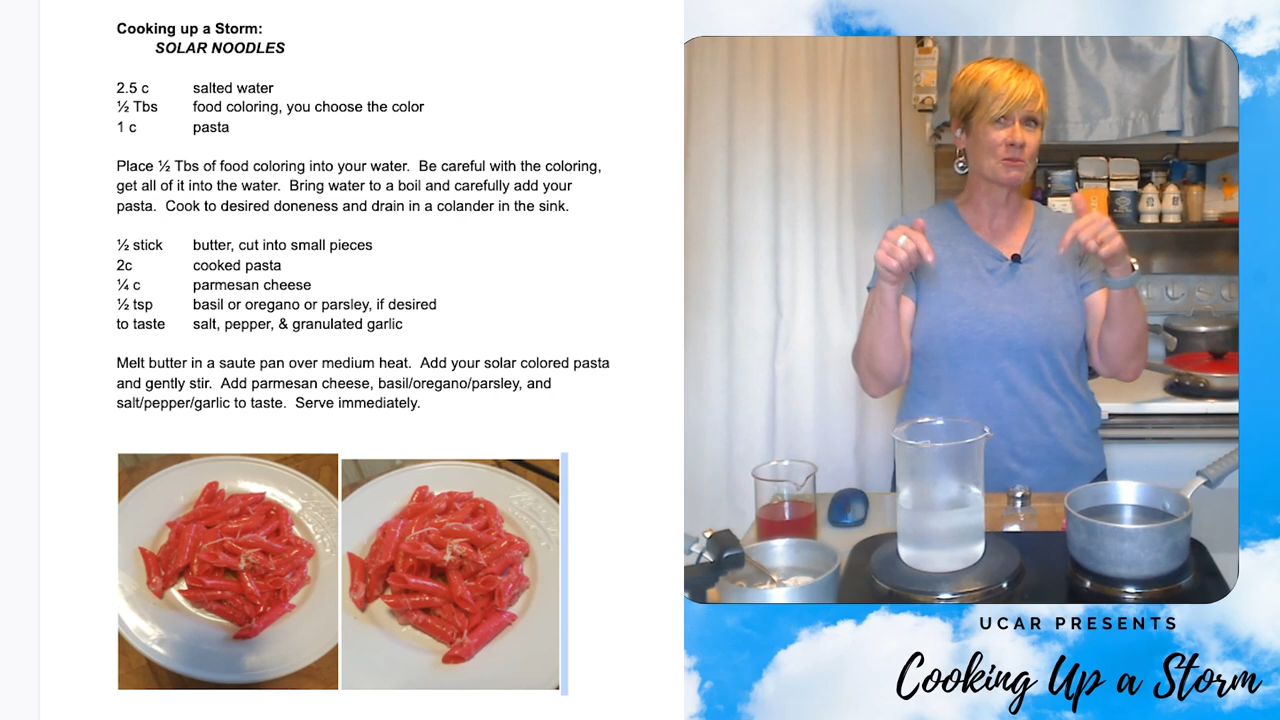 Cooking up a Storm:
SOLAR NOODLES
2.5 c salted water
½ Tbs food coloring, you choose the color
1 c pasta
Place ½ Tbs of food coloring into your water. Be careful with the coloring,
get all of it into the water. Bring water to a boil and carefully add your
pasta. Cook to desired doneness and drain in a colander in the sink.
½ stick butter, cut into small pieces
2c cooked pasta
¼ c parmesan cheese
½ tsp basil or oregano or parsley, if desired
to taste salt, pepper, & granulated garlic
Melt butter in a saute pan over medium heat. Add your solar colored pasta
and gently stir. Add parmesan cheese, basil/oregano/parsley, and
salt/pepper/garlic to taste. Serve immediately.
UCAR PRESENTS
Cooking Up a Storm